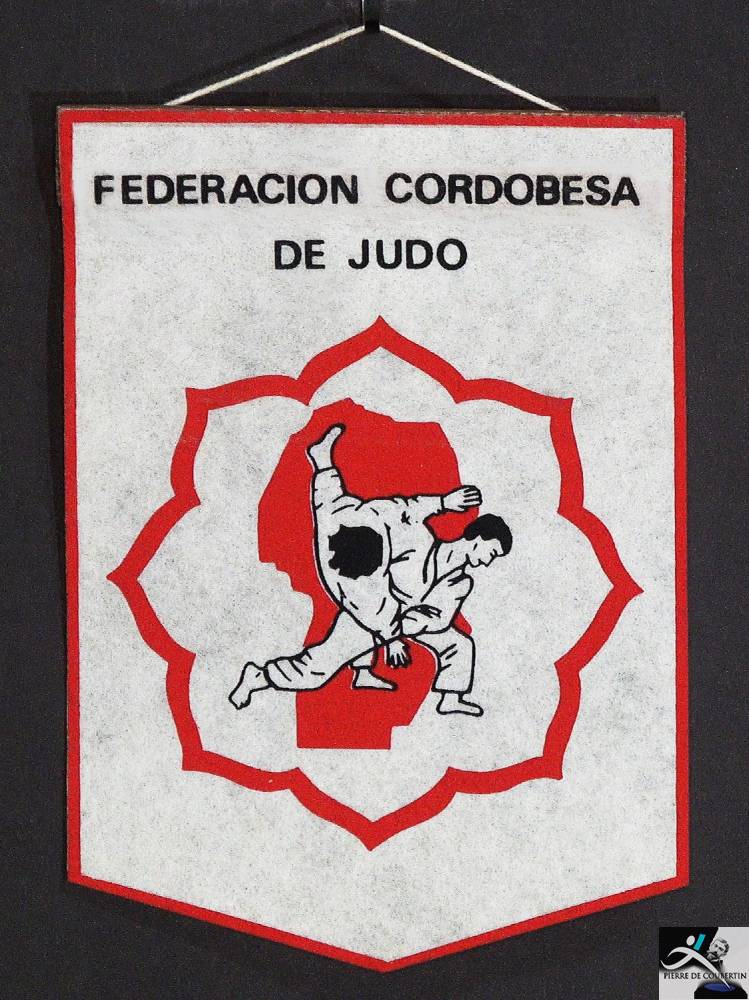 FEDERACION CORDOBESA
DE JUDO
PIERRE DE COUBERTIN